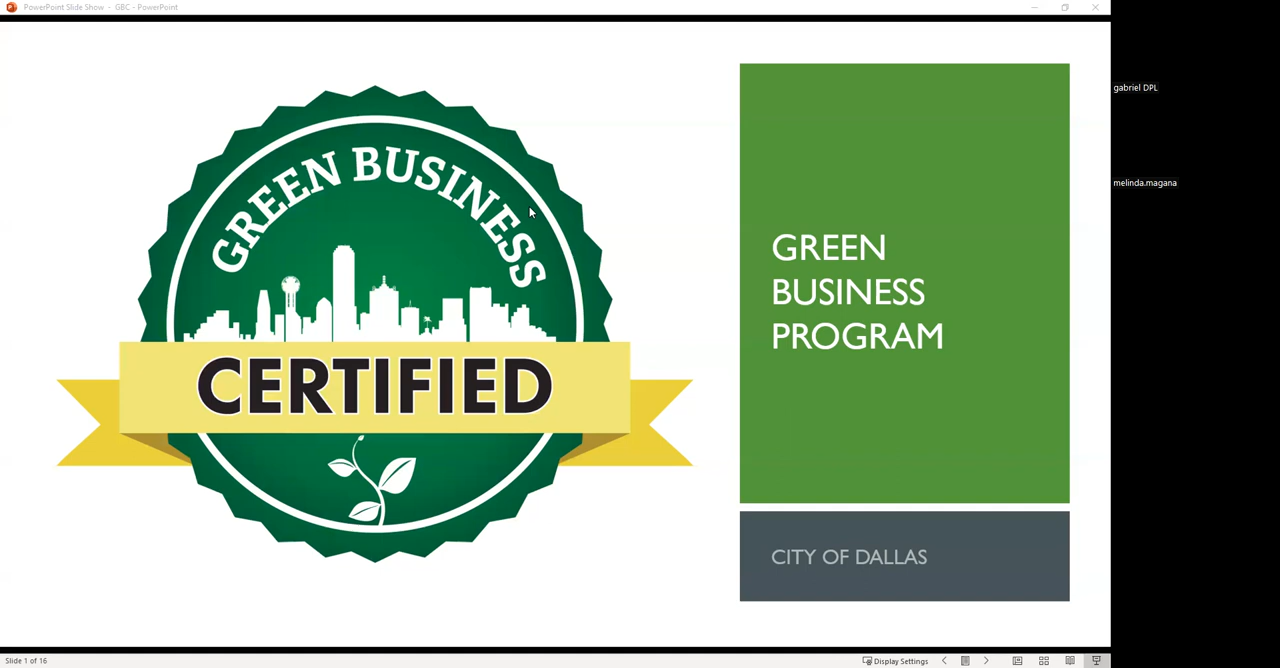 PowerPoint Slide Show - GBC - PowerPoint
gabriel DPL
melinda.magana
GREEN BUSINESS
CERTIFIED
GREEN
BUSINESS
PROGRAM
CITY OF DALLAS
Slide 1 of 16
Display Settings